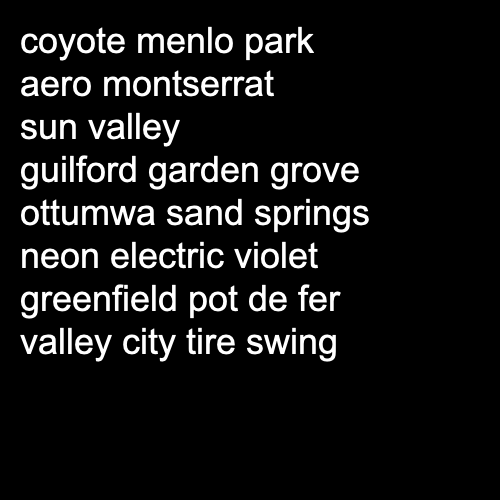 coyote menlo park
aero montserrat
sun valley
guilford garden grove
ottumwa sand springs
neon electric violet
greenfield pot de fer
valley city tire swing